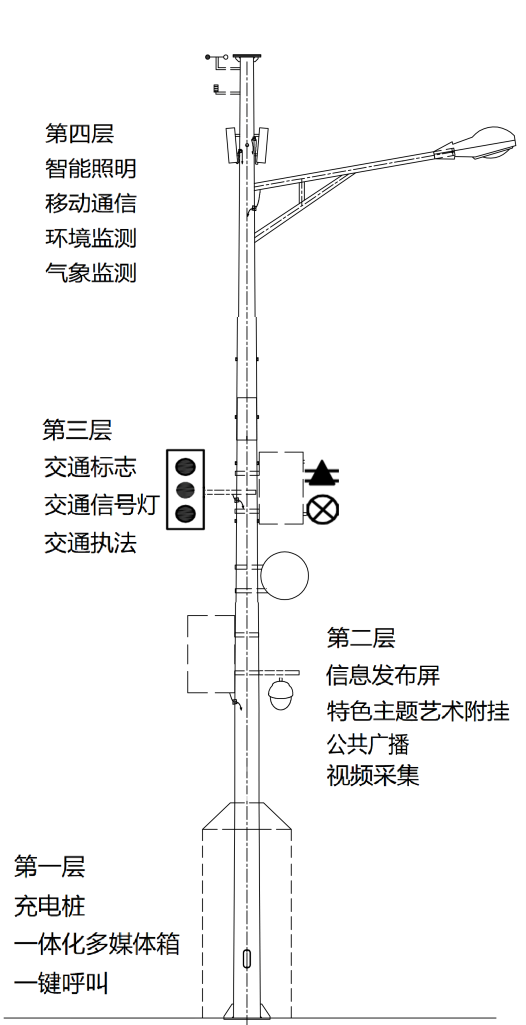 第四层
智能照明
移动通信
环境监测
气象监测
第三层
交通标志
交通信号灯
交通执法
第二层
信息发布屏
特色主题艺术附挂
公共广播
视频采集
第一层
充电桩
一体化多媒体箱
一键呼叫